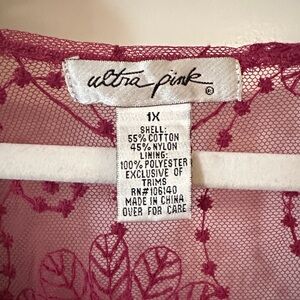 ultra pink
®
1X
SHELL:
55% COTTON
45% NYLON
LINING:
100% POLYESTER
EXCLUSIVE OF
TRIMS
RN#106140
MADE IN CHINA
OVER FOR CARE